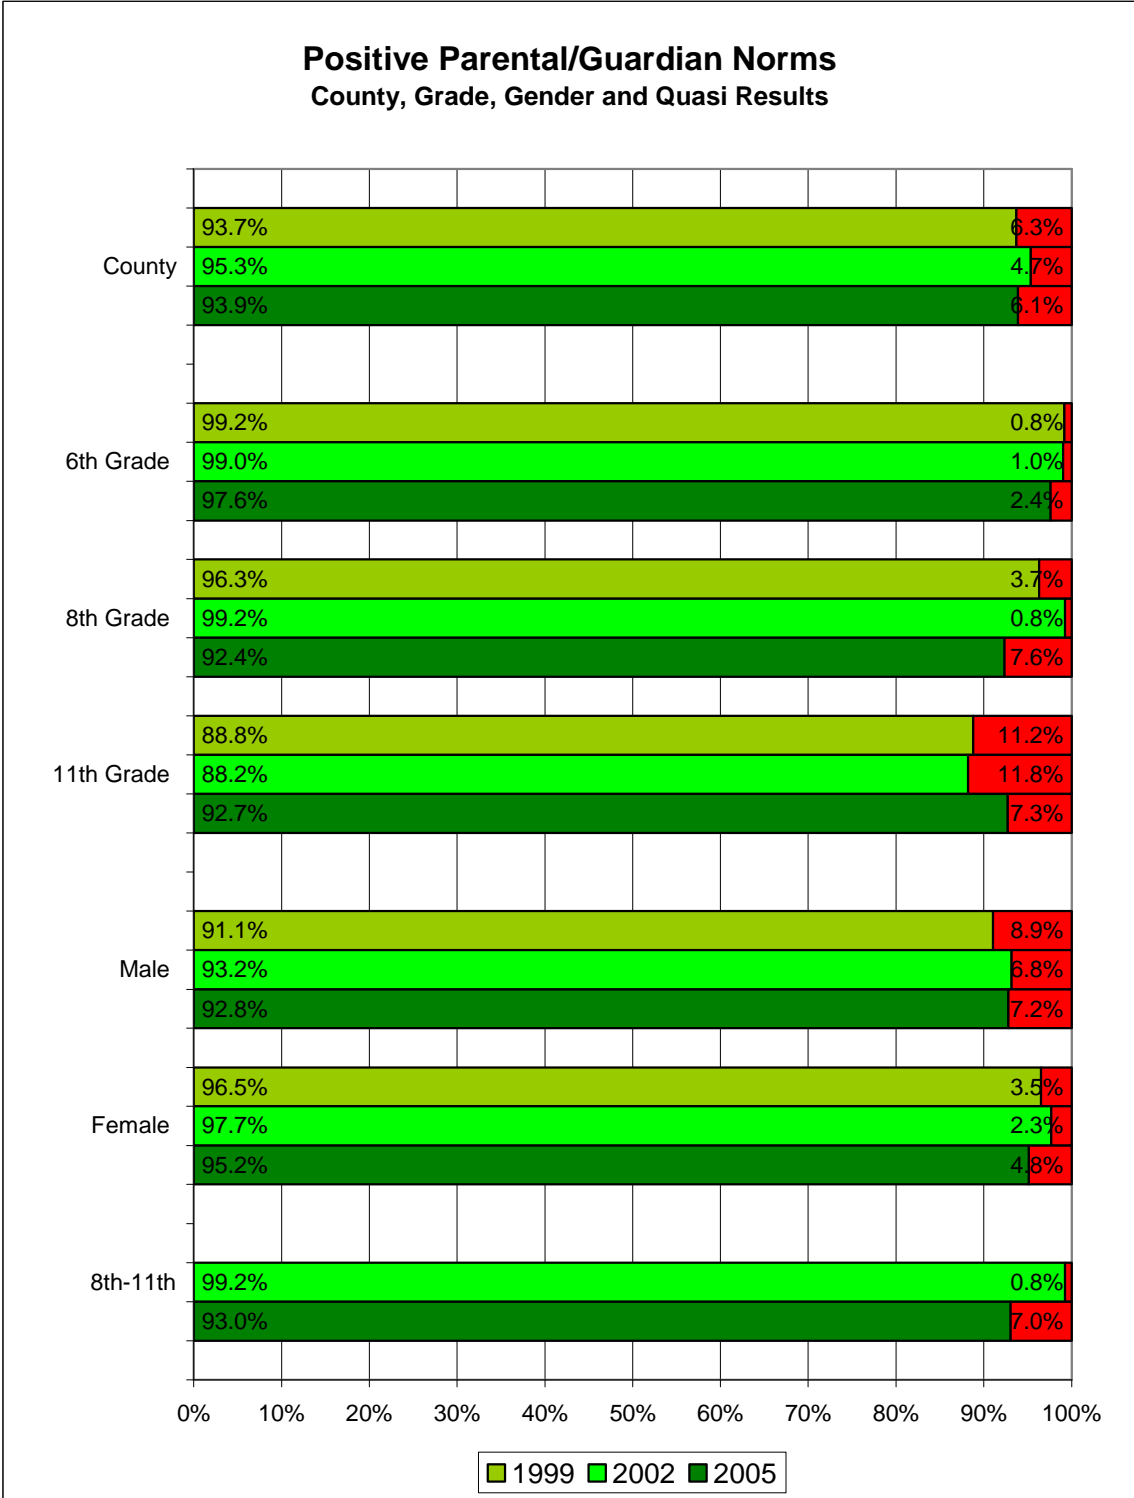 Positive Parental/Guardian Norms
County, Grade, Gender and Quasi Results
93.7% 6.3%
County 95.3% 4.7%
93.9% 6.1%
99.2% 0.8%
6th Grade 99.0% 1.0%
97.6% 2.4%
96.3% 3.7%
8th Grade 99.2% 0.8%
92.4% 7.6%
88.8% 11.2%
11th Grade 88.2% 11.8%
92.7% 7.3%
91.1% 8.9%
Male 93.2% 6.8%
92.8% 7.2%
96.5% 3.5%
Female 97.7% 2.3%
95.2% 4.8%
8th-11th 99.2% 0.8%
93.0% 7.0%
0% 10% 20% 30% 40% 50% 60% 70% 80% 90% 100%
1999 2002 2005